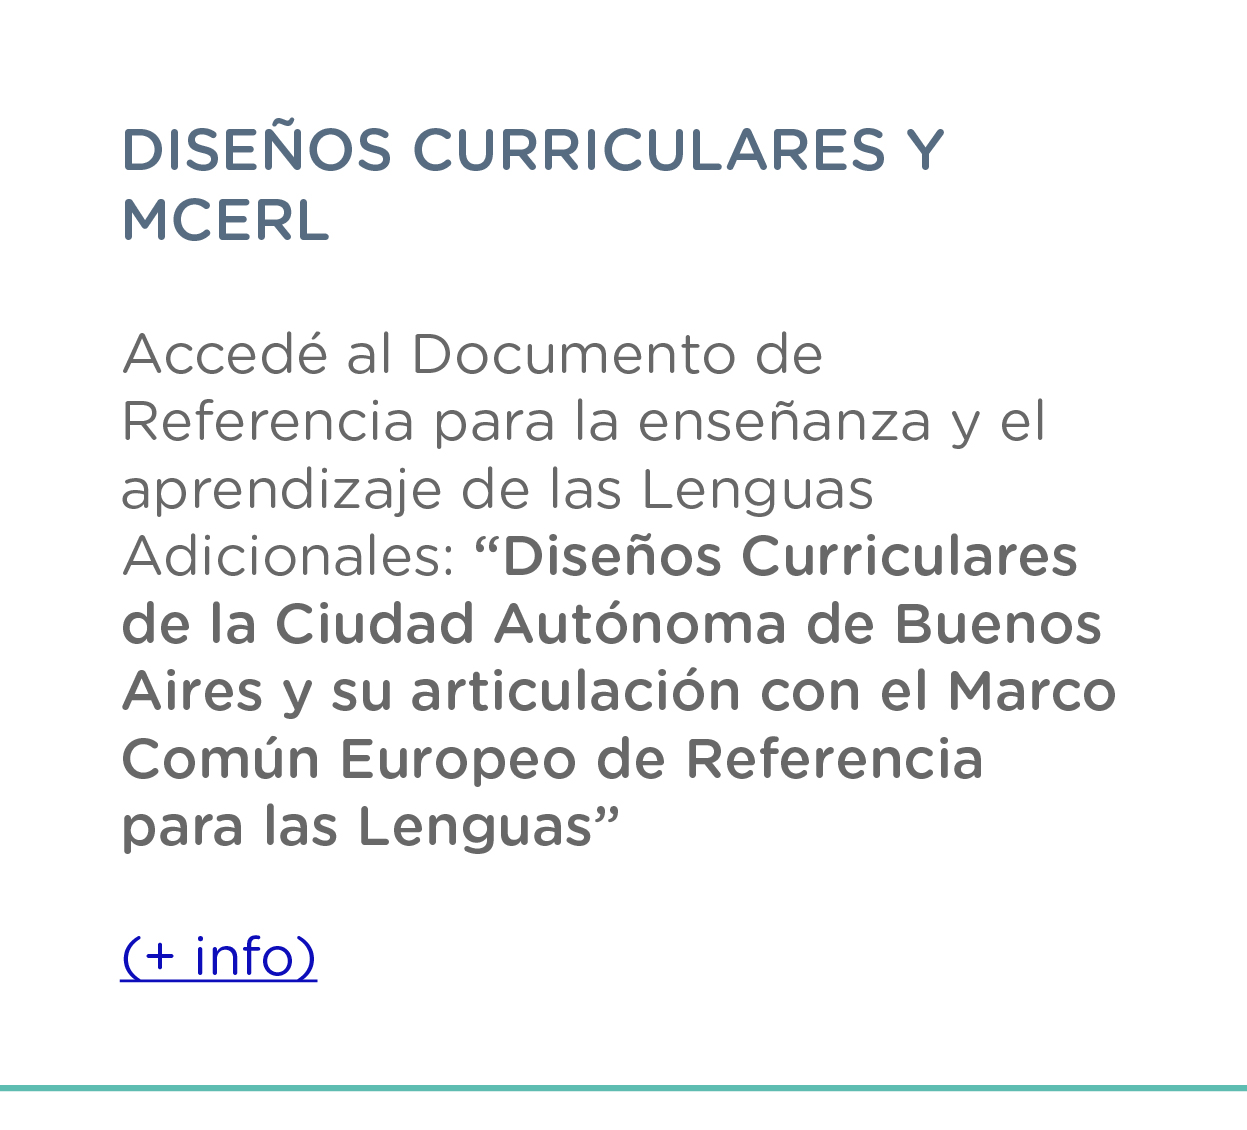 DISEÑOS CURRICULARES Y
MCERL
Accedé al Documento de
Referencia para la enseñanza y el
aprendizaje de las Lenguas
Adicionales: “Diseños Curriculares
de la Ciudad Autónoma de Buenos
Aires y su articulación con el Marco
Común Europeo de Referencia
para las Lenguas”
(+ info)